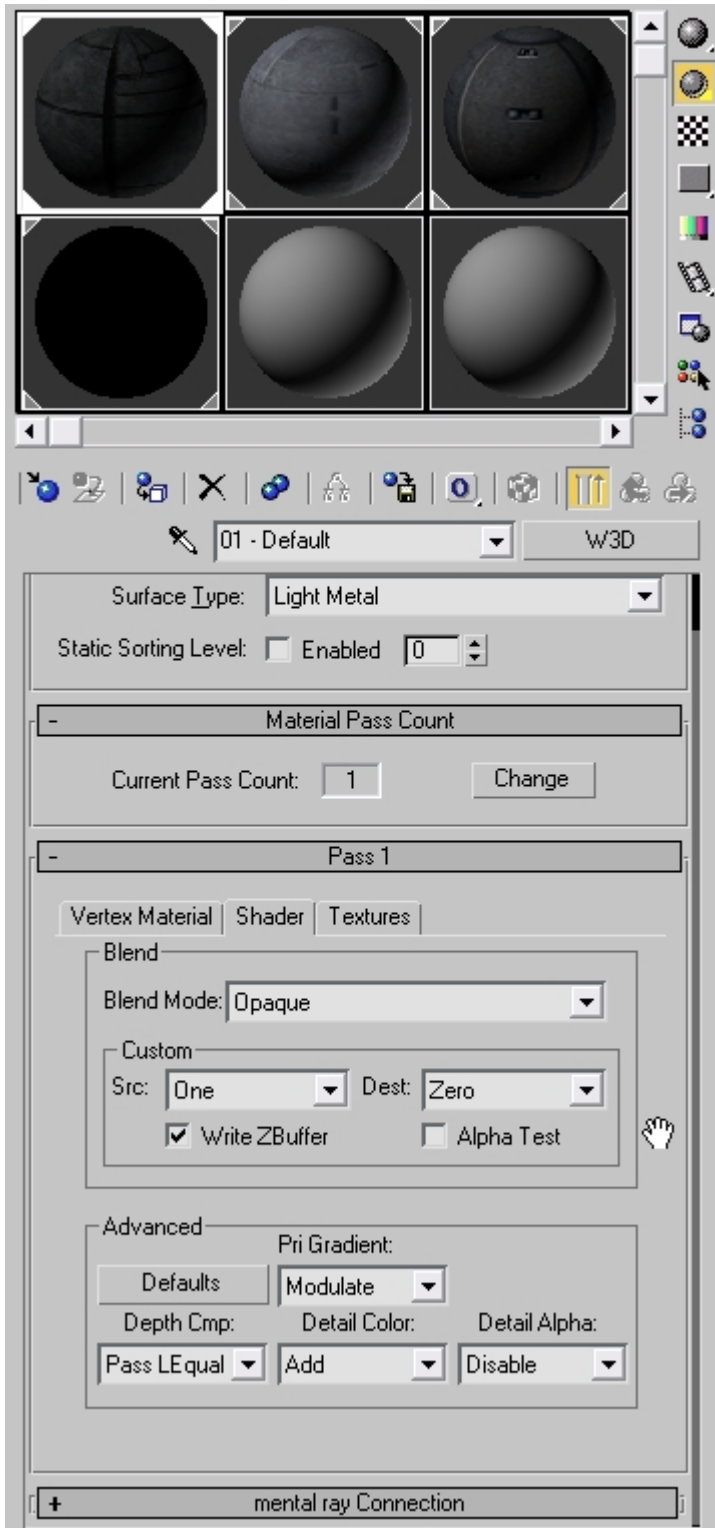 01 - Default W3D
Surface Type: Light Metal
Static Sorting Level: Enabled 0
- Material Pass Count
Current Pass Count: 1 Change
- Pass 1
Vertex Material Shader Textures
Blend
Blend Mode: Opaque
Custom
Src: One Dest: Zero
Write ZBuffer Alpha Test
Advanced
Pri Gradient:
Defaults Modulate
Depth Cmp: Detail Color: Detail Alpha:
Pass LEqual Add Disable
+ mental ray Connection